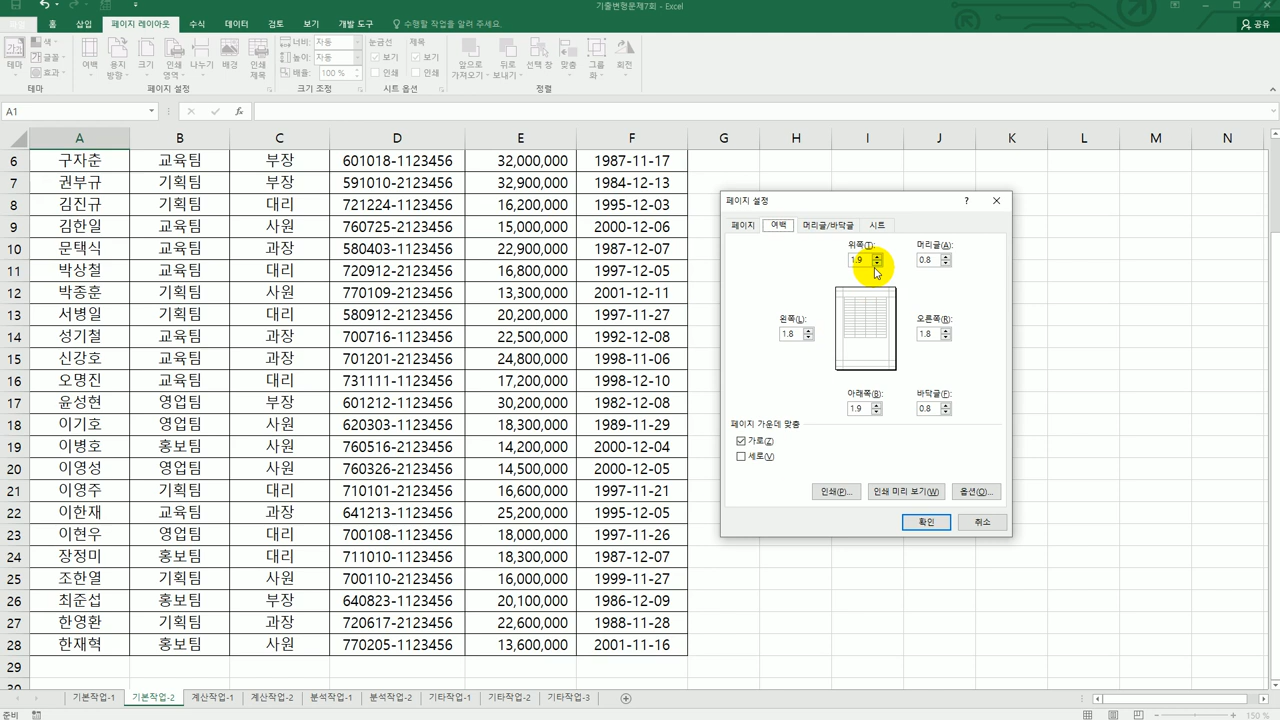 기출변형문제7회 - Excel
홈 삽입 페이지 레이아웃 수식 데이터 검토 보기 개발 도구 수행할 작업을 알려 주세요. 공유
가가 테마
색
글꼴
효과
여백 용지 방향 크기 인쇄 영역 나누기 배경 인쇄 제목
너비: 자동
높이: 자동
배율: 100 %
눈금선 제목
보기 보기
인쇄 인쇄
앞으로 가져오기 뒤로 보내기 선택 창 맞춤 그룹화 회전
테마 페이지 설정 크기 조정 시트 옵션 정렬
A1 fx
A B C D E F G H I J K L M N
6 구자춘 교육팀 부장 601018-1123456 32,000,000 1987-11-17
7 권부규 기획팀 부장 591010-2123456 32,900,000 1984-12-13
8 김진규 기획팀 대리 721224-1123456 16,200,000 1995-12-03
9 김한일 교육팀 사원 760725-1123456 15,000,000 2000-12-06
10 문택식 교육팀 과장 580403-1123456 22,900,000 1987-12-07
11 박상철 교육팀 대리 720912-1123456 16,800,000 1997-12-05
12 박종훈 기획팀 사원 770109-1123456 13,300,000 2001-12-11
13 서병일 기획팀 대리 580912-2123456 20,200,000 1997-11-27
14 성기철 교육팀 과장 700716-1123456 22,500,000 1992-12-08
15 신강호 교육팀 과장 701201-2123456 24,800,000 1998-11-06
16 오명진 교육팀 대리 731111-1123456 17,200,000 1998-12-10
17 윤성현 영업팀 부장 601212-1123456 30,200,000 1982-12-08
18 이기호 영업팀 사원 620303-1123456 18,300,000 1989-11-29
19 이병호 홍보팀 사원 760516-1123456 14,200,000 2000-12-04
20 이영성 영업팀 사원 760326-2123456 14,500,000 2000-12-05
21 이영주 기획팀 대리 710101-2123456 16,600,000 1997-11-21
22 이한재 교육팀 과장 641213-1123456 25,200,000 1995-12-05
23 이현우 영업팀 대리 700108-2123456 18,000,000 1997-11-26
24 장정미 홍보팀 대리 711010-1123456 18,300,000 1987-12-07
25 조한열 기획팀 사원 700110-2123456 16,000,000 1999-11-27
26 최준섭 홍보팀 부장 640823-1123456 20,100,000 1986-12-09
27 한영환 기획팀 과장 720617-2123456 22,600,000 1988-11-28
28 한재혁 홍보팀 사원 770205-1123456 13,600,000 2001-11-16
29
30
페이지 설정 ?
페이지 여백 머리글/바닥글 시트
위쪽(T): 머리글(A):
1.9 0.8
왼쪽(L): 오른쪽(R):
1.8 1.8
아래쪽(B): 바닥글(F):
1.9 0.8
페이지 가운데 맞춤
가로(Z)
세로(V)
인쇄(P)... 인쇄 미리 보기(W) 옵션(O)...
확인 취소
기본작업-1 기본작업-2 계산작업-1 계산작업-2 분석작업-1 분석작업-2 기타작업-1 기타작업-2 기타작업-3
준비 150 %